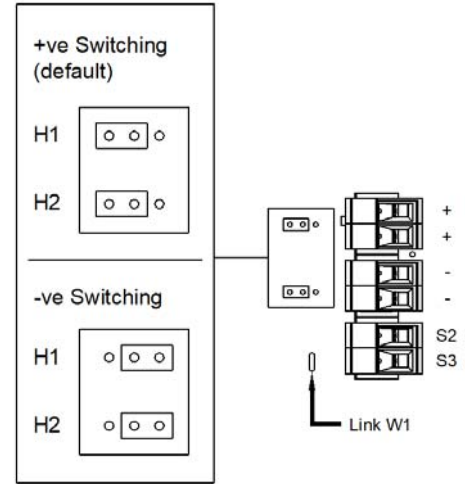 +ve Switching
(default)
H1
H2
-ve Switching
H1
H2
+
+
-
-
S2
S3
Link W1